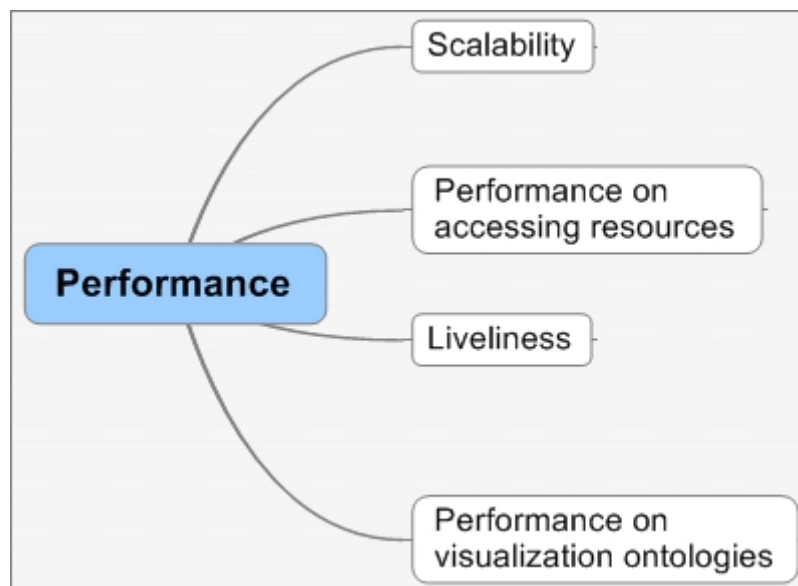 Scalability
Performance on
accessing resources
Performance
Liveliness
Performance on
visualization ontologies